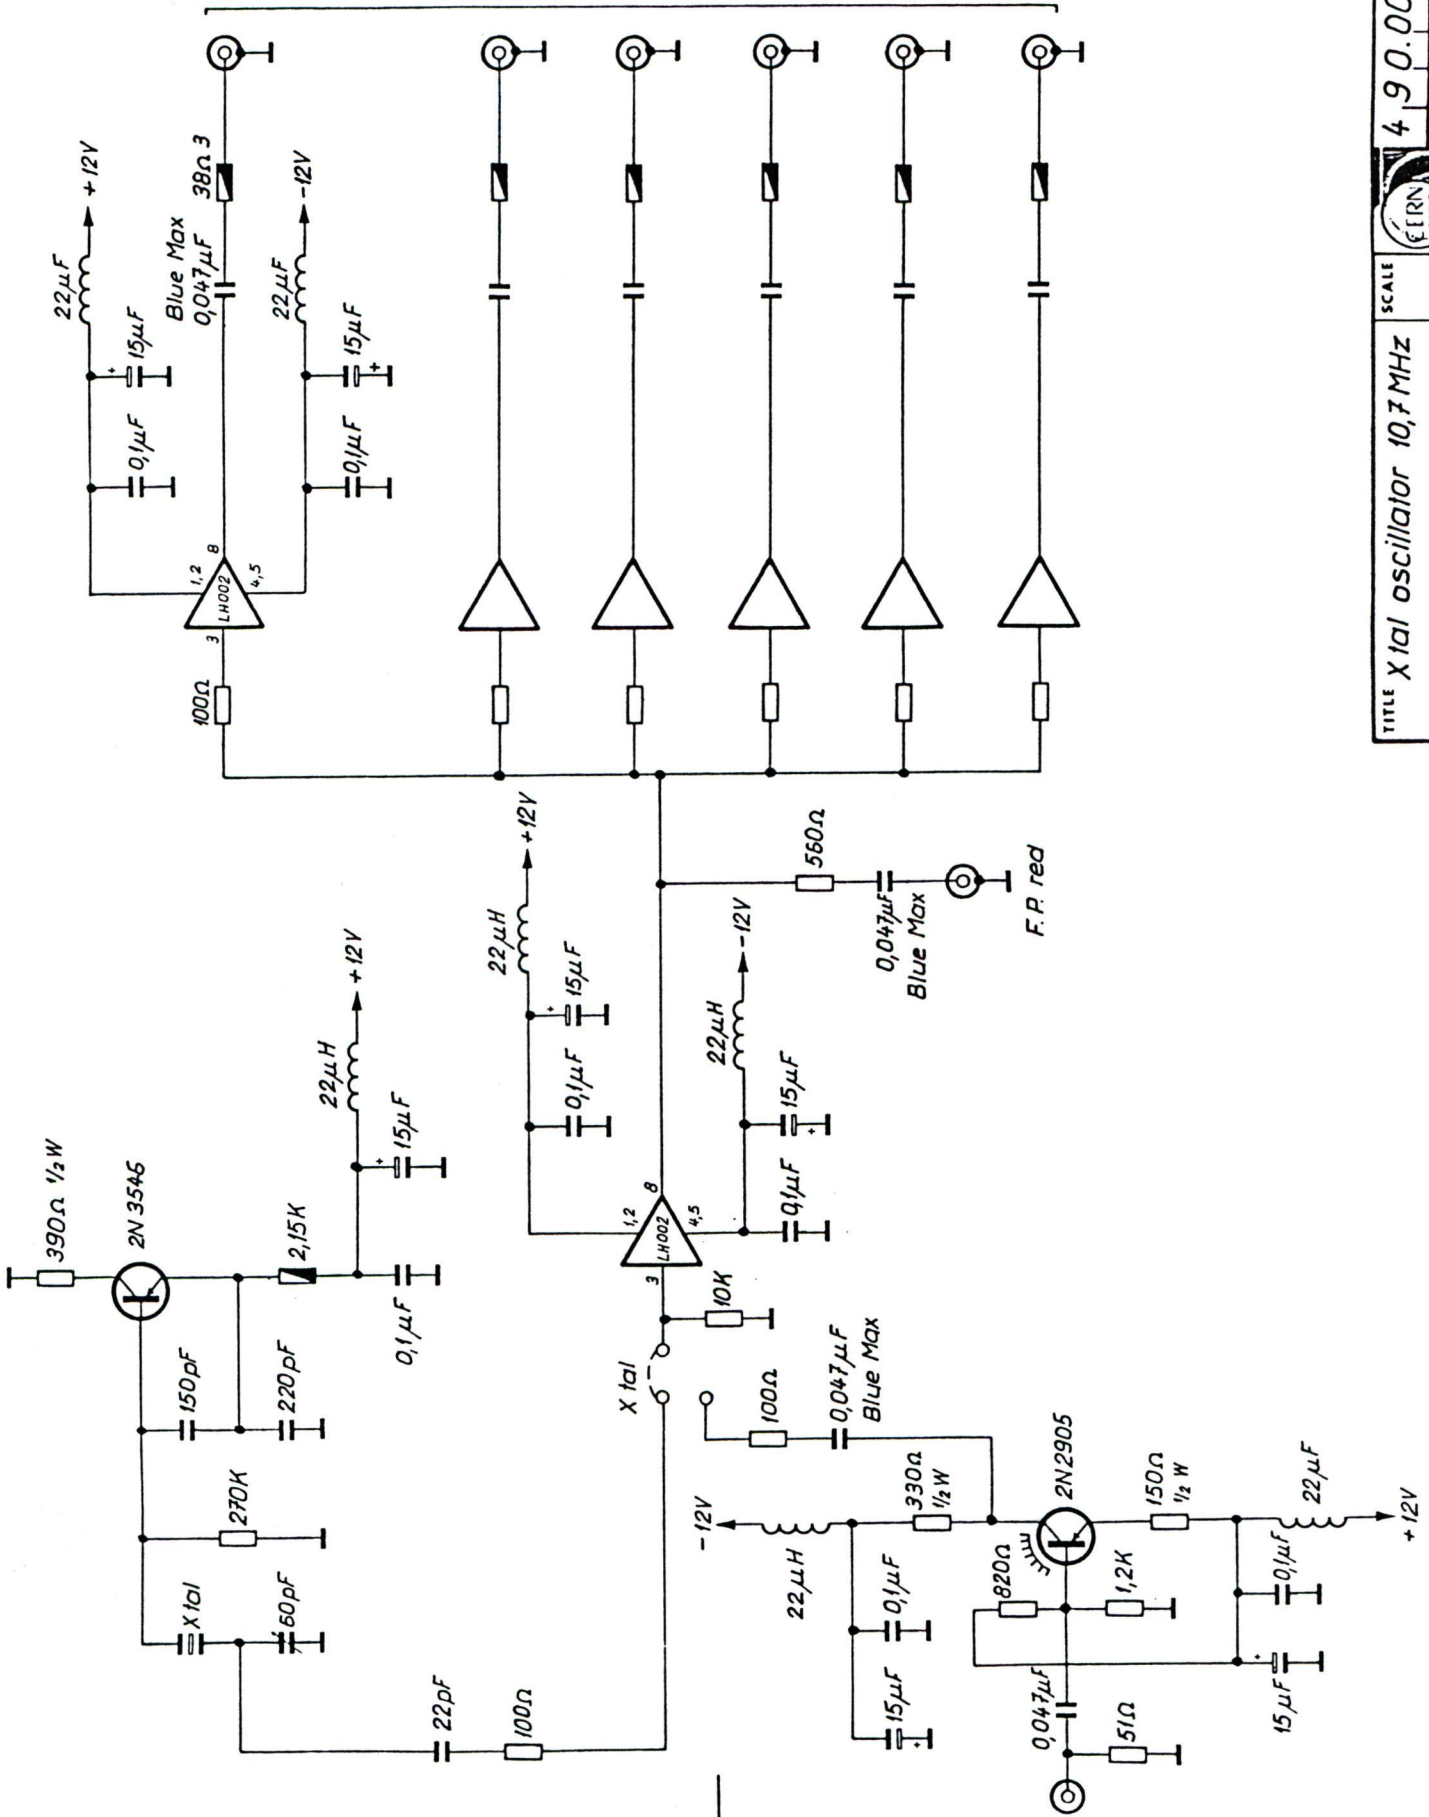 390Ω 1/2W
2N3546
2,15K
22μH
+12V
15μF
0,1μF
150pF
220pF
270K
Xtal
60pF
22pF
100Ω
Xtal
10K
3
LH002
8
1,2
4,5
0,1μF
15μF
22μH
+12V
0,1μF
15μF
22μH
-12V
560Ω
0,047μF
Blue Max
F.P. red
100Ω
3
LH002
8
1,2
4,5
0,1μF
15μF
22μF
+12V
Blue Max
0,047μF
38Ω3
0,1μF
15μF
22μF
-12V
100Ω
0,047μF
Blue Max
-12V
22μH
330Ω
1/2W
0,1μF
15μF
2N2905
820Ω
1,2K
150Ω
1/2W
0,047μF
51Ω
0,1μF
15μF
22μF
+12V
TITLE
Xtal oscillator 10,7MHz
SCALE
CERN
4 90.00